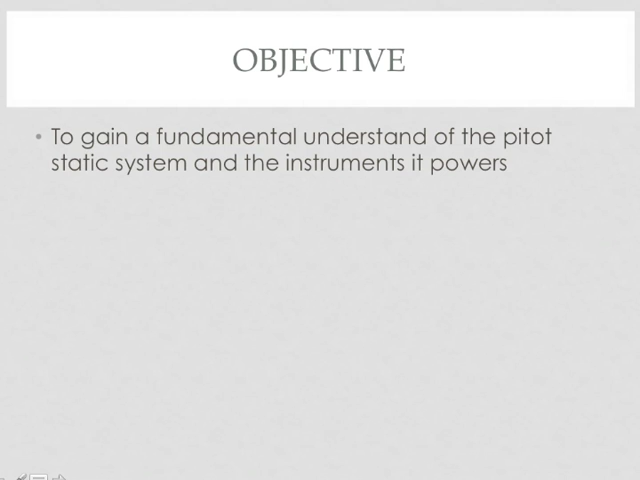 OBJECTIVE
• To gain a fundamental understand of the pitot
static system and the instruments it powers